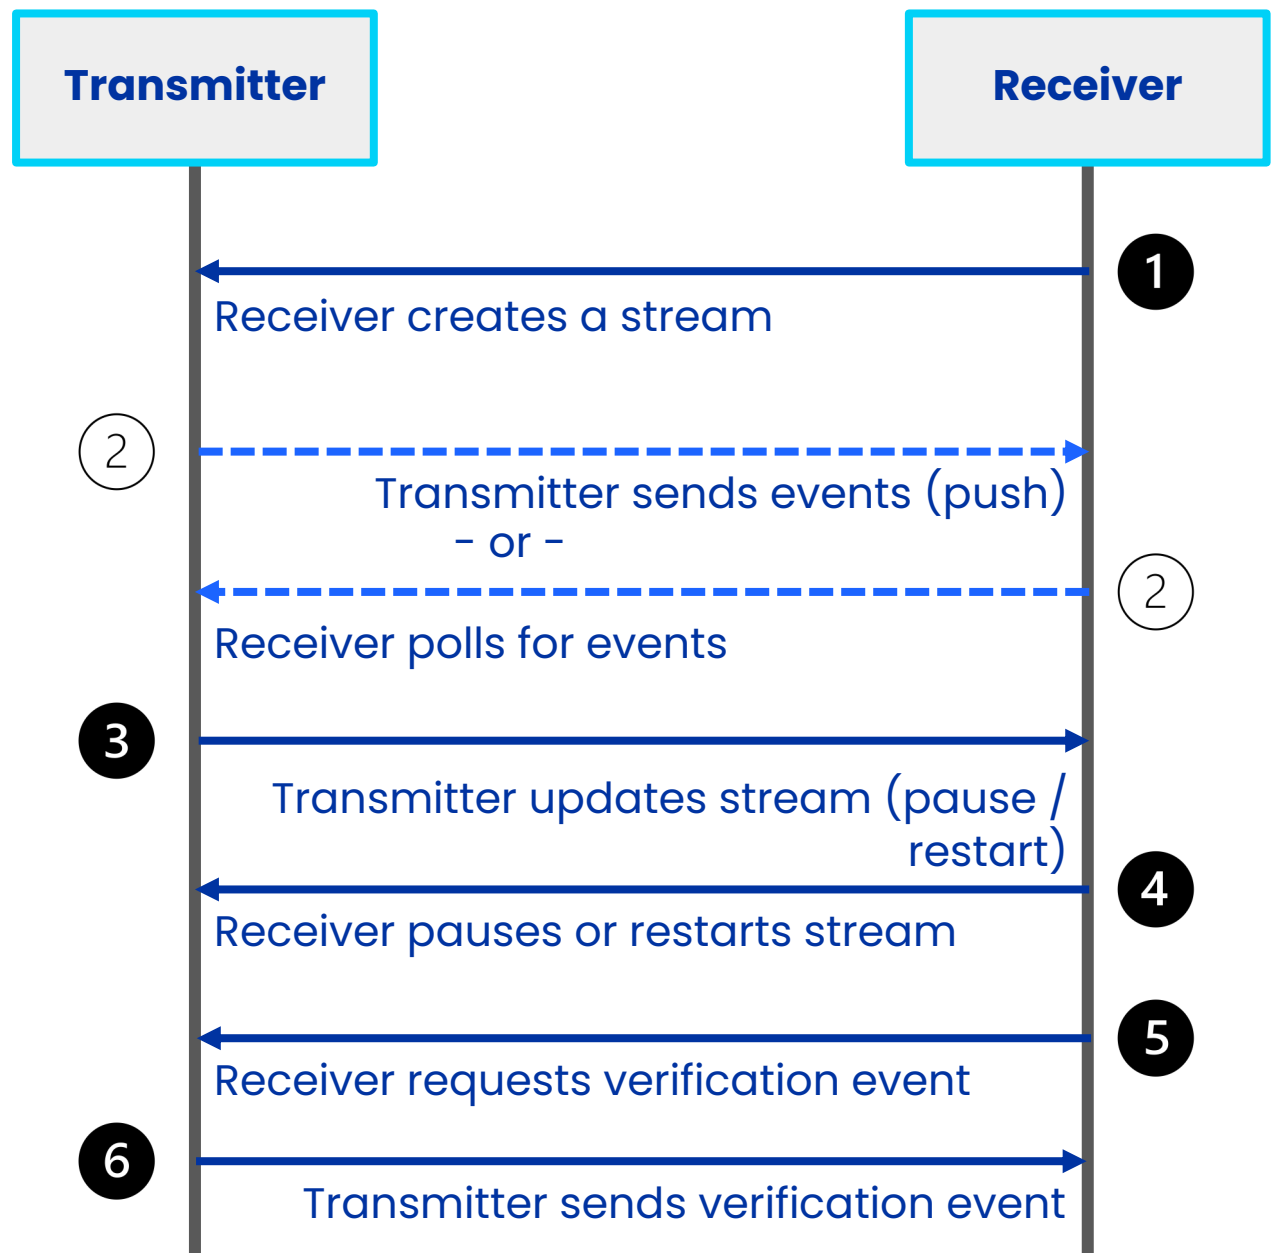 Transmitter
Receiver
1
Receiver creates a stream
2
Transmitter sends events (push)
- or -
2
Receiver polls for events
3
Transmitter updates stream (pause /
restart)
4
Receiver pauses or restarts stream
5
Receiver requests verification event
6
Transmitter sends verification event